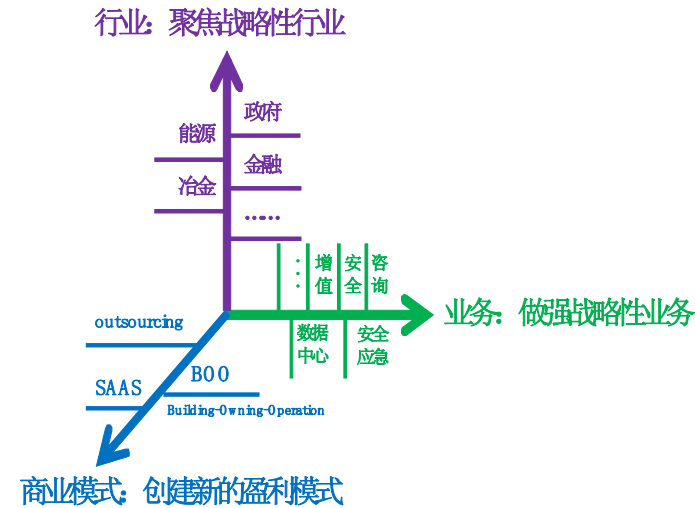 行业：聚焦战略性行业
政府
能源
金融
冶金
……
增值
安全
咨询
…
业务：做强战略性业务
数据中心
安全应急
outsourcing
BOO
SAAS
Building-Owning-Operation
商业模式：创建新的盈利模式